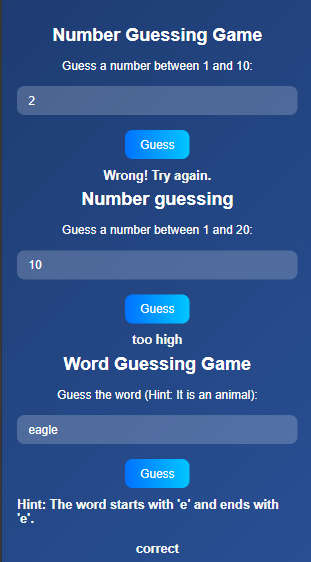 Number Guessing Game
Guess a number between 1 and 10:
2
Guess
Wrong! Try again.
Number guessing
Guess a number between 1 and 20:
10
Guess
too high
Word Guessing Game
Guess the word (Hint: It is an animal):
eagle
Guess
Hint: The word starts with 'e' and ends with
'e'.
correct